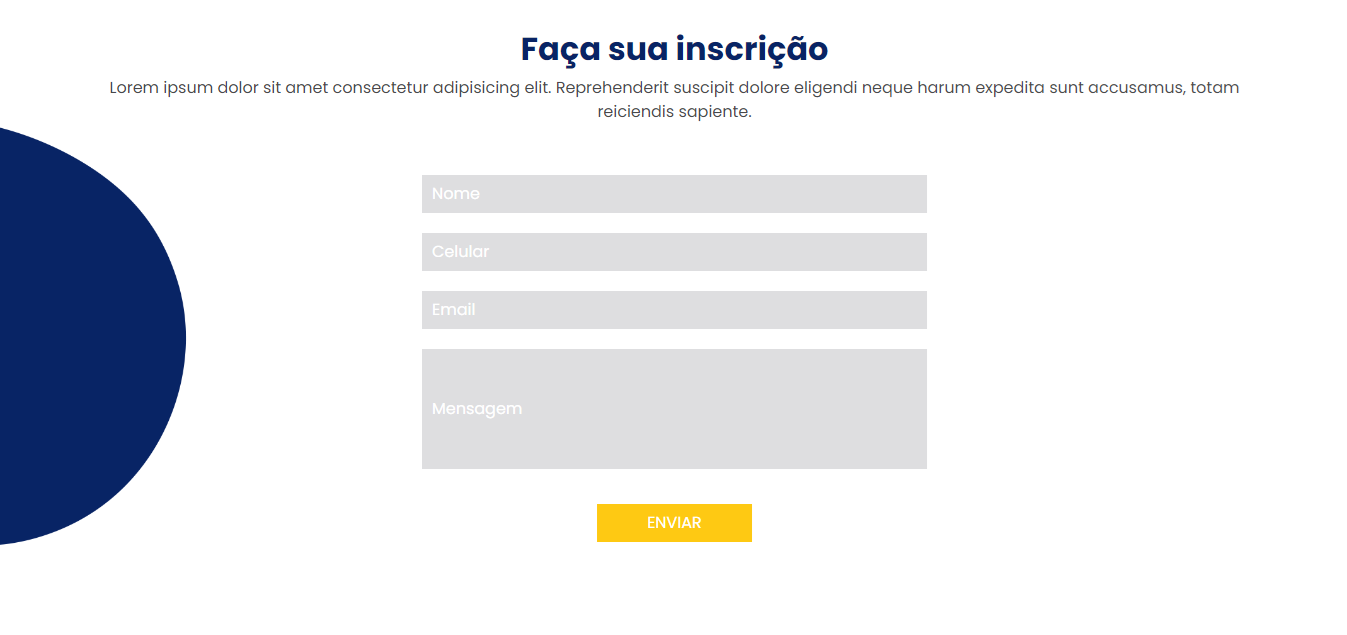 Faça sua inscrição
Lorem ipsum dolor sit amet consectetur adipisicing elit. Reprehenderit suscipit dolore eligendi neque harum expedita sunt accusamus, totam
reiciendis sapiente.
Nome
Celular
Email
Mensagem
ENVIAR